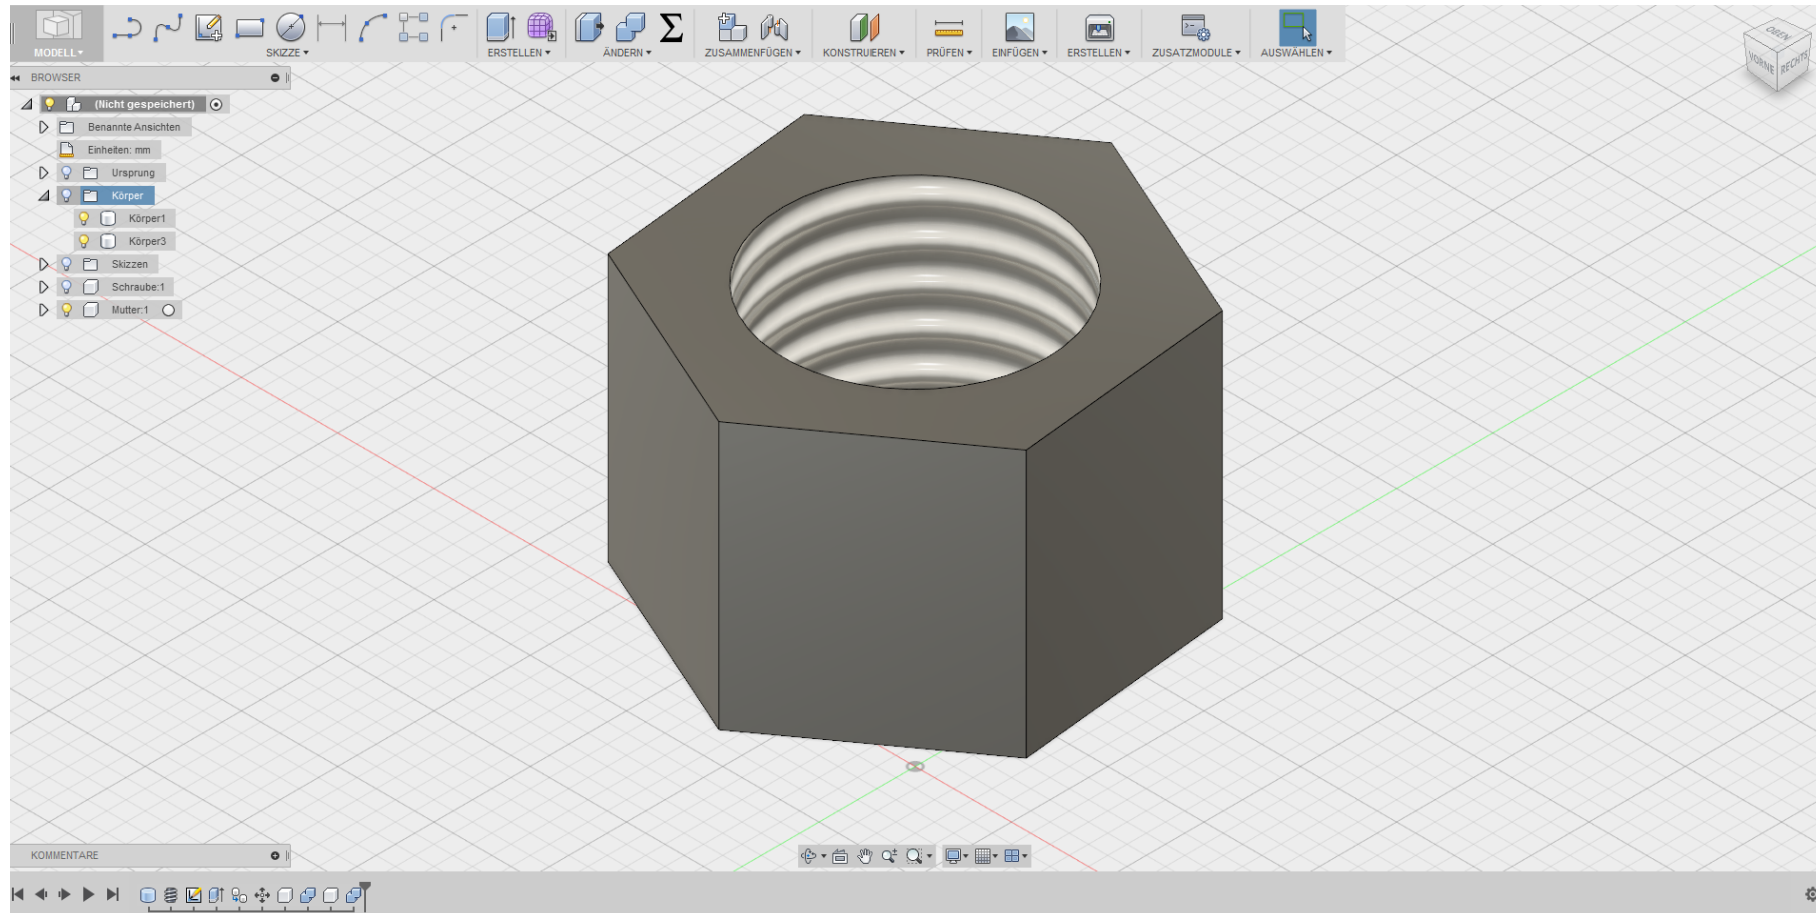 MODELL
SKIZZE
ERSTELLEN
ÄNDERN
ZUSAMMENFÜGEN
KONSTRUIEREN
PRÜFEN
EINFÜGEN
ERSTELLEN
ZUSATZMODULE
AUSWÄHLEN
OBEN
VORNE
RECHTS
BROWSER
(Nicht gespeichert)
Benannte Ansichten
Einheiten: mm
Ursprung
Körper
Körper1
Körper3
Skizzen
Schraube:1
Mutter:1
KOMMENTARE